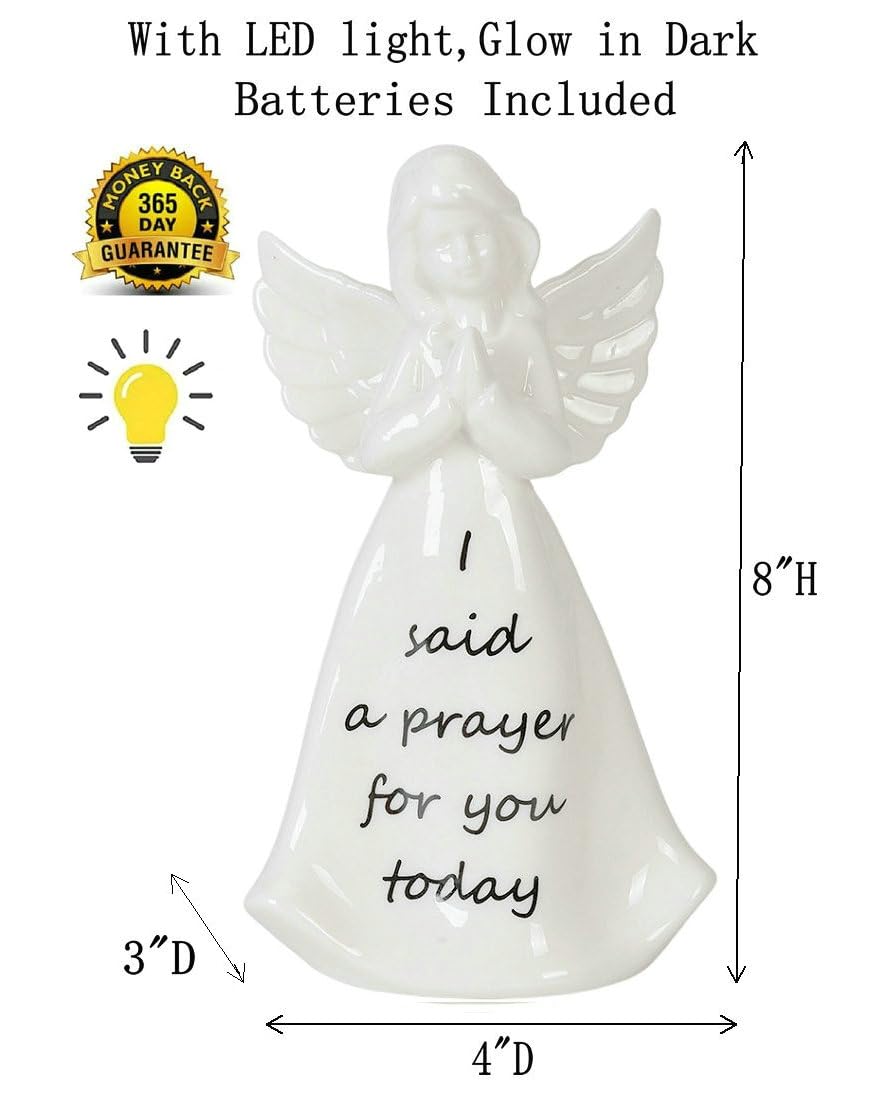 With LED light,Glow in Dark
Batteries Included
MONEY BACK
365
DAY
GUARANTEE
I
said
a prayer
for you
today
8"H
3"D
4"D